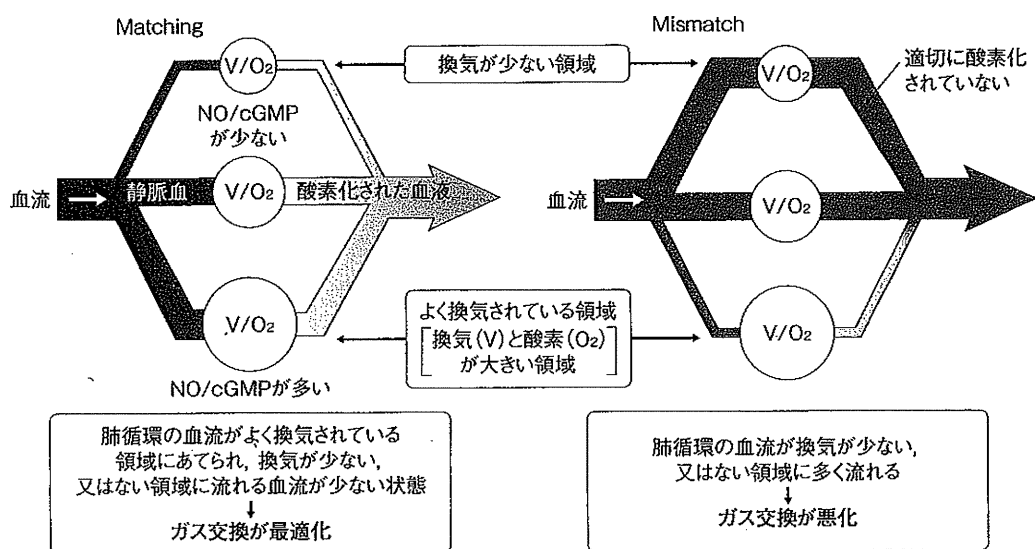 Matching
V/O₂
NO/cGMP
が少ない
血流
静脈血
V/O₂
酸素化された血液
V/O₂
NO/cGMPが多い
換気が少ない領域
よく換気されている領域
換気(V)と酸素(O₂)
が大きい領域
Mismatch
V/O₂
適切に酸素化
されていない
血流
V/O₂
V/O₂
肺循環の血流がよく換気されている
領域にあてられ，換気が少ない，
又はない領域に流れる血流が少ない状態
ガス交換が最適化
肺循環の血流が換気が少ない，
又はない領域に多く流れる
ガス交換が悪化